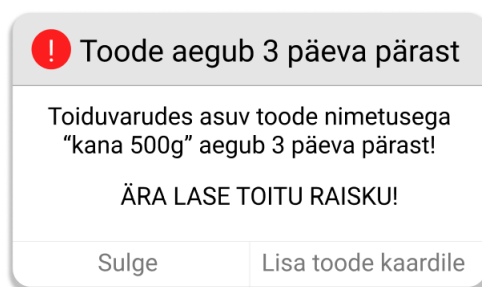 Toode aegub 3 päeva pärast
Toiduvarudes asuv toode nimetusega
“kana 500g” aegub 3 päeva pärast!
ÄRA LASE TOITU RAISKU!
Sulge
Lisa toode kaardile